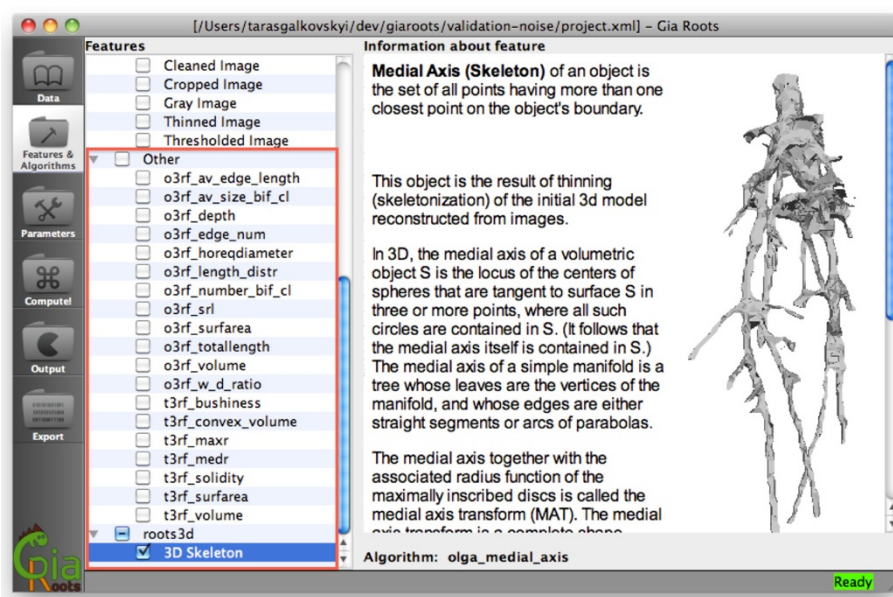 [/Users/tarasgalkovskyi/dev/giaroots/validation-noise/project.xml] – Gia Roots
Data
Features & Algorithms
Parameters
Compute!
Output
Export
Gia
Roots
Features
Cleaned Image
Cropped Image
Gray Image
Thinned Image
Thresholded Image
Other
o3rf_av_edge_length
o3rf_av_size_bif_cl
o3rf_depth
o3rf_edge_num
o3rf_horeqdiameter
o3rf_length_distr
o3rf_number_bif_cl
o3rf_srl
o3rf_surfarea
o3rf_totallength
o3rf_volume
o3rf_w_d_ratio
t3rf_bushiness
t3rf_convex_volume
t3rf_maxr
t3rf_medr
t3rf_solidity
t3rf_surfarea
t3rf_volume
roots3d
3D Skeleton
Information about feature
Medial Axis (Skeleton) of an object is
the set of all points having more than one
closest point on the object's boundary.
This object is the result of thinning
(skeletonization) of the initial 3d model
reconstructed from images.
In 3D, the medial axis of a volumetric
object S is the locus of the centers of
spheres that are tangent to surface S in
three or more points, where all such
circles are contained in S. (It follows that
the medial axis itself is contained in S.)
The medial axis of a simple manifold is a
tree whose leaves are the vertices of the
manifold, and whose edges are either
straight segments or arcs of parabolas.
The medial axis together with the
associated radius function of the
maximally inscribed discs is called the
medial axis transform (MAT). The medial
axis transform is a complete shape
Algorithm: olga_medial_axis
Ready